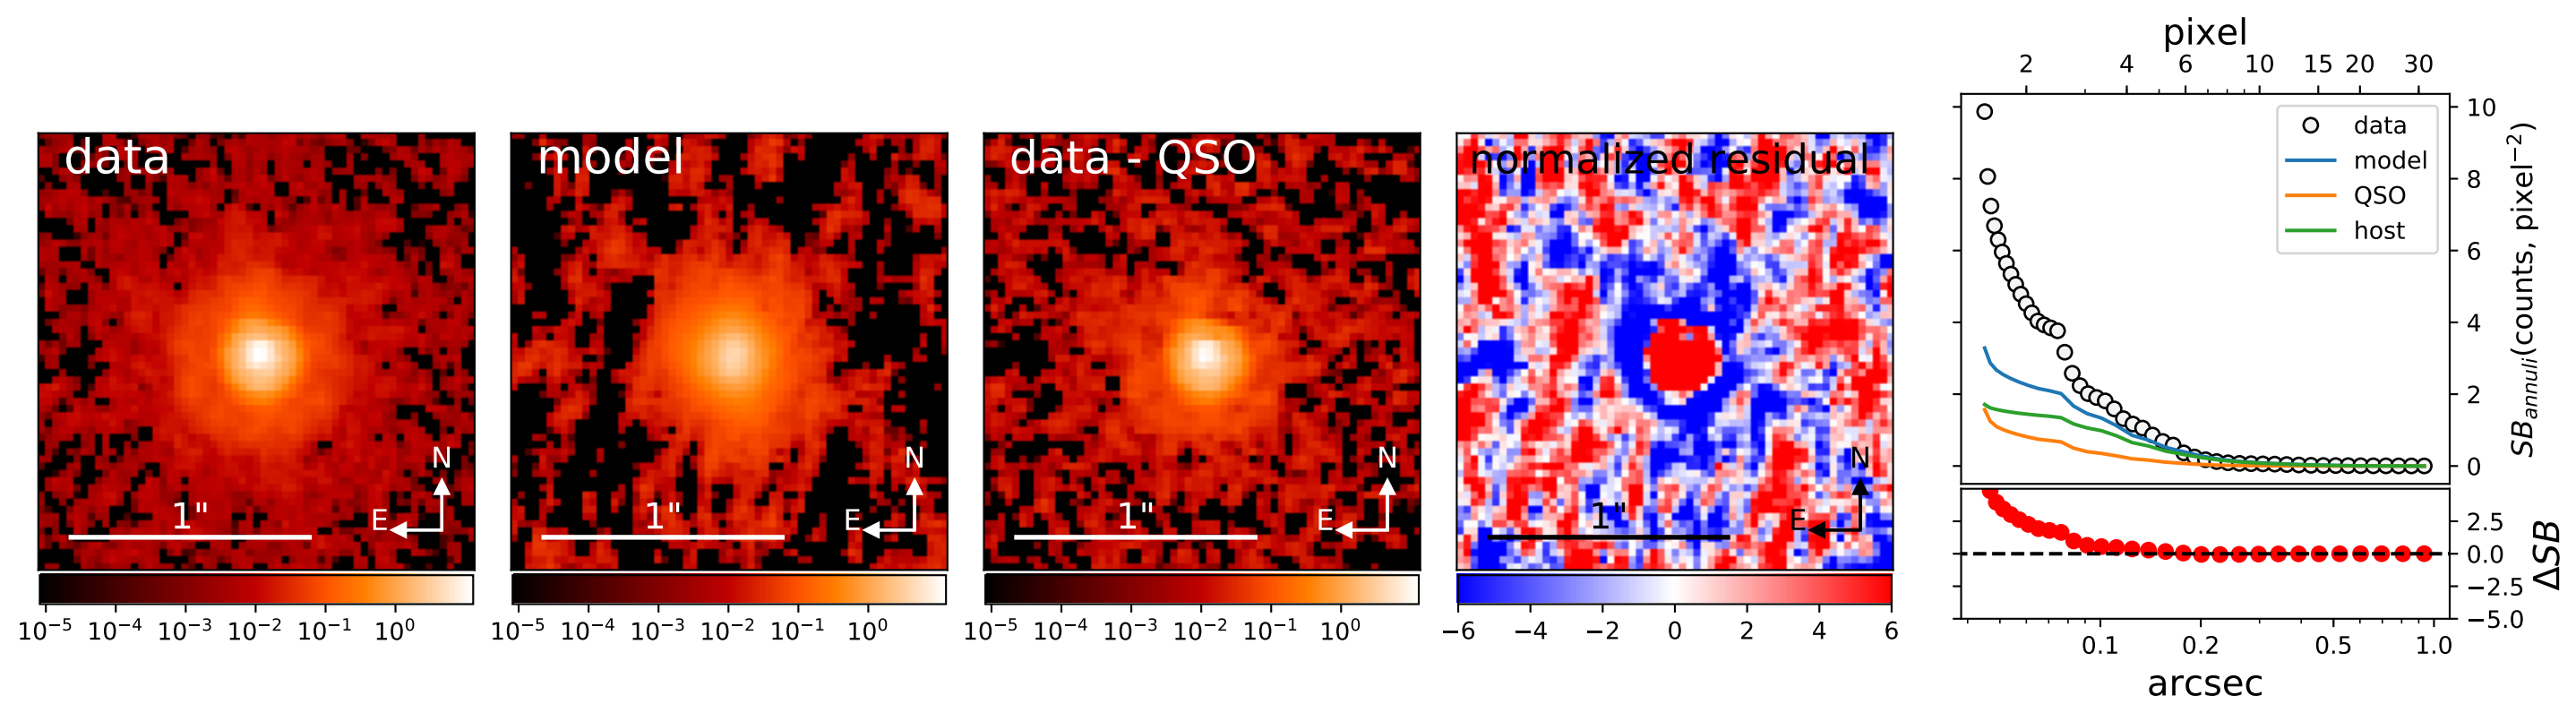 data
1"
N
E
10⁻⁵ 10⁻⁴ 10⁻³ 10⁻² 10⁻¹ 10⁰
model
1"
N
E
10⁻⁵ 10⁻⁴ 10⁻³ 10⁻² 10⁻¹ 10⁰
data - QSO
1"
N
E
10⁻⁵ 10⁻⁴ 10⁻³ 10⁻² 10⁻¹ 10⁰
normalized residual
1"
N
E
−6 −4 −2 0 2 4 6
pixel
2 4 6 10 15 20 30
data
model
QSO
host
10
8
6
4
2
0
SB_annuli(counts, pixel⁻²)
2.5
0.0
−2.5
−5.0
ΔSB
0.1 0.2 0.5 1.0
arcsec